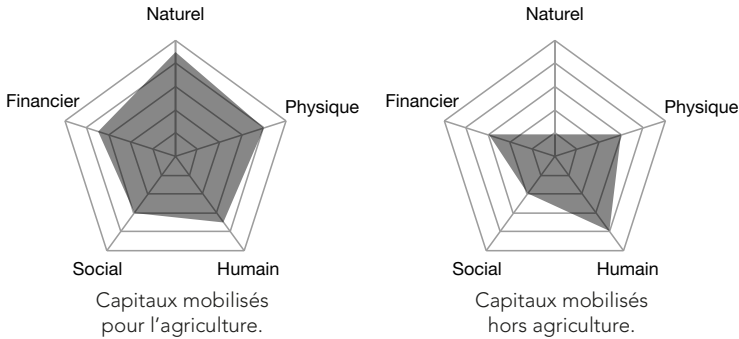 Naturel
Financier
Physique
Social
Humain
Capitaux mobilisés
pour l’agriculture.
Naturel
Financier
Physique
Social
Humain
Capitaux mobilisés
hors agriculture.